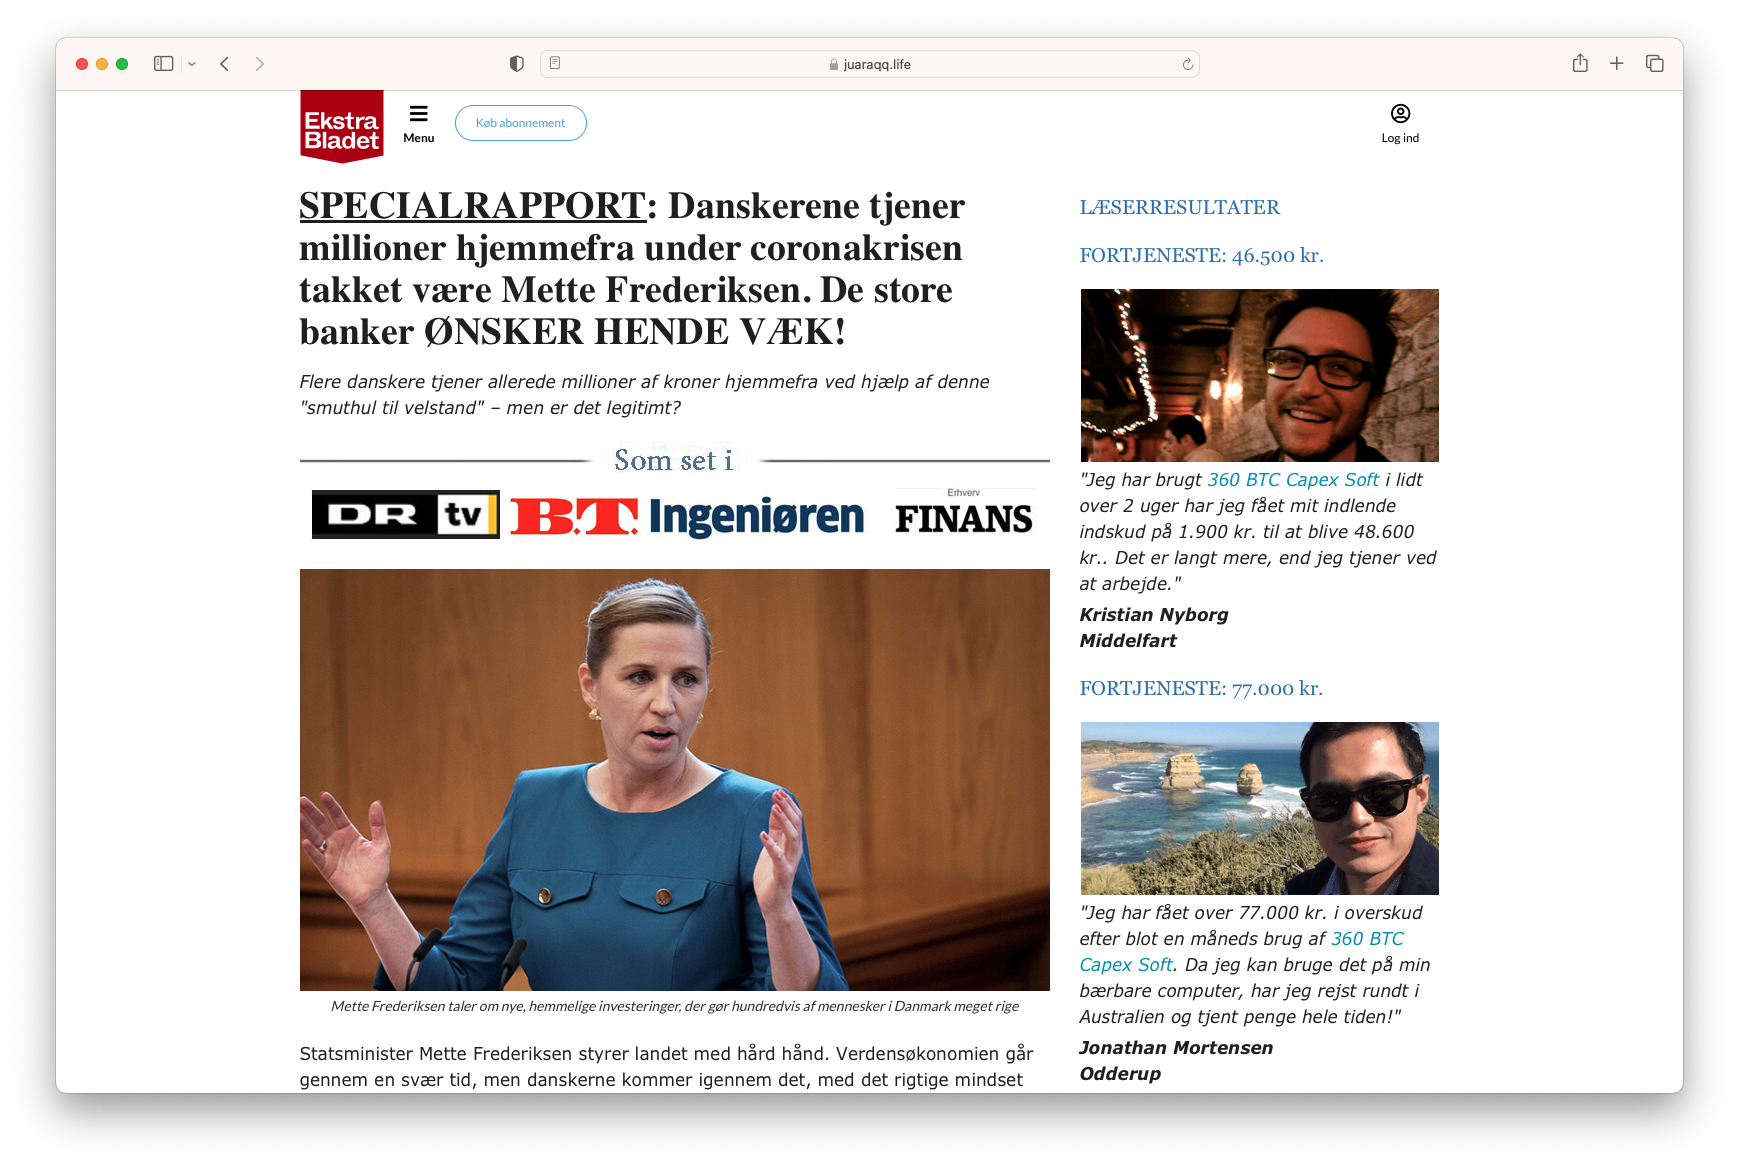 juaraqq.life
Ekstra
Bladet
Menu
Køb abonnement
Log ind
SPECIALRAPPORT: Danskerene tjener
millioner hjemmefra under coronakrisen
takket være Mette Frederiksen. De store
banker ØNSKER HENDE VÆK!
Flere danskere tjener allerede millioner af kroner hjemmefra ved hjælp af denne
"smuthul til velstand" – men er det legitimt?
Som set i
DR tv
B.T.
Ingeniøren
Erhverv
FINANS
Mette Frederiksen taler om nye, hemmelige investeringer, der gør hundredvis af mennesker i Danmark meget rige
Statsminister Mette Frederiksen styrer landet med hård hånd. Verdensøkonomien går
gennem en svær tid, men danskerne kommer igennem det, med det rigtige mindset
LÆSERRESULTATER
FORTJENESTE: 46.500 kr.
"Jeg har brugt 360 BTC Capex Soft i lidt
over 2 uger har jeg fået mit indlende
indskud på 1.900 kr. til at blive 48.600
kr.. Det er langt mere, end jeg tjener ved
at arbejde."
Kristian Nyborg
Middelfart
FORTJENESTE: 77.000 kr.
"Jeg har fået over 77.000 kr. i overskud
efter blot en måneds brug af 360 BTC
Capex Soft. Da jeg kan bruge det på min
bærbare computer, har jeg rejst rundt i
Australien og tjent penge hele tiden!"
Jonathan Mortensen
Odderup